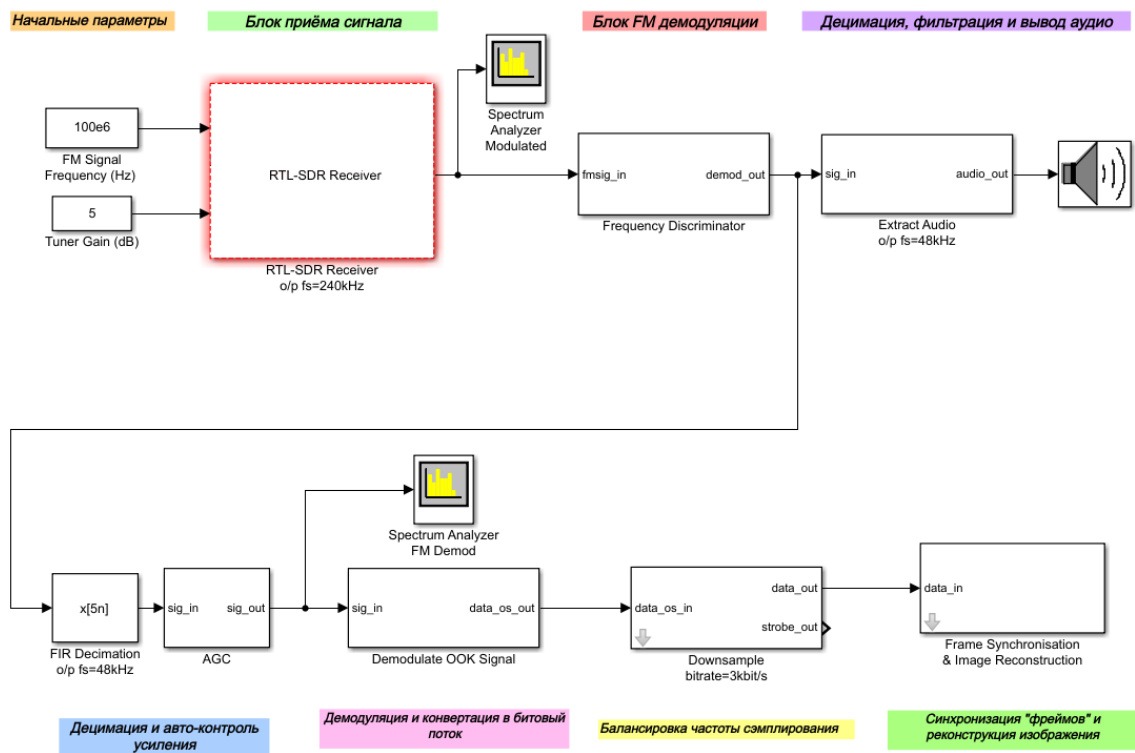 Начальные параметры
Блок приёма сигнала
Блок FM демодуляции
Децимация, фильтрация и вывод аудио
100e6
FM Signal
Frequency (Hz)
5
Tuner Gain (dB)
RTL-SDR Receiver
RTL-SDR Receiver
o/p fs=240kHz
Spectrum
Analyzer
Modulated
fmsig_in
demod_out
Frequency Discriminator
sig_in
audio_out
Extract Audio
o/p fs=48kHz
Spectrum Analyzer
FM Demod
x[5n]
FIR Decimation
o/p fs=48kHz
sig_in
sig_out
AGC
sig_in
data_os_out
Demodulate OOK Signal
data_os_in
data_out
strobe_out
Downsample
bitrate=3kbit/s
data_in
Frame Synchronisation
& Image Reconstruction
Децимация и авто-контроль
усиления
Демодуляция и конвертация в битовый
поток
Балансировка частоты сэмплирования
Синхронизация "фреймов" и
реконструкция изображения